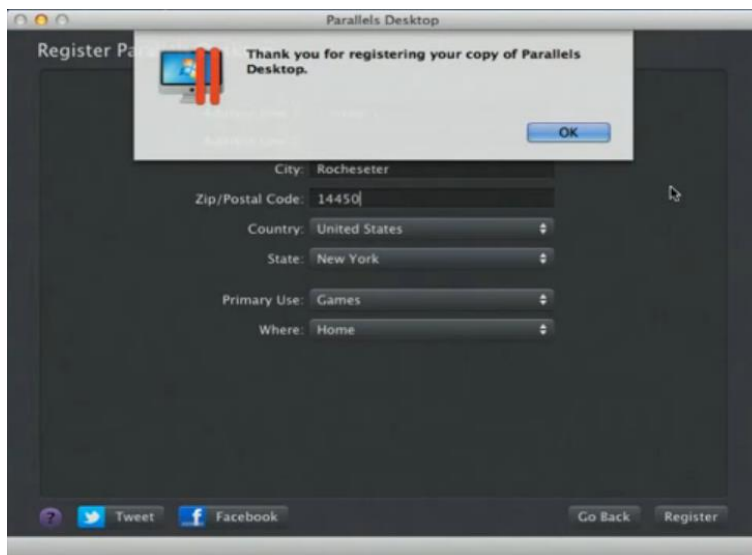 Parallels Desktop
Register Pa
Thank you for registering your copy of Parallels
Desktop.
OK
City: Rocheseter
Zip/Postal Code: 14450
Country: United States
State: New York
Primary Use: Games
Where: Home
? Tweet Facebook Go Back Register